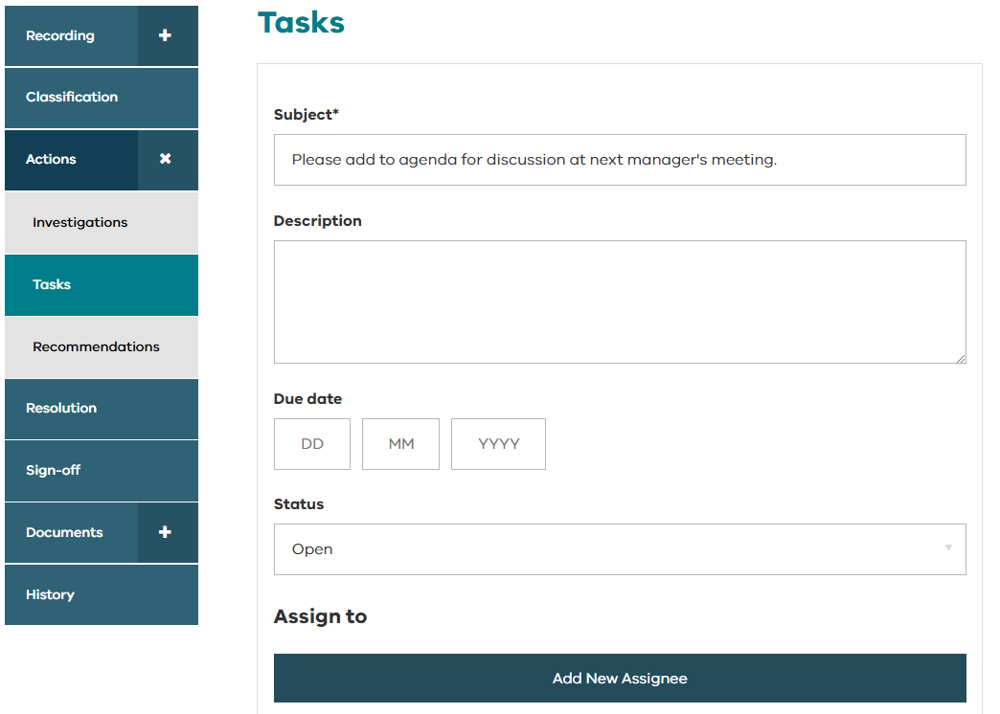 Recording
Classification
Actions
Investigations
Tasks
Recommendations
Resolution
Sign-off
Documents
History
Tasks
Subject*
Please add to agenda for discussion at next manager's meeting.
Description
Due date
DD MM YYYY
Status
Open
Assign to
Add New Assignee